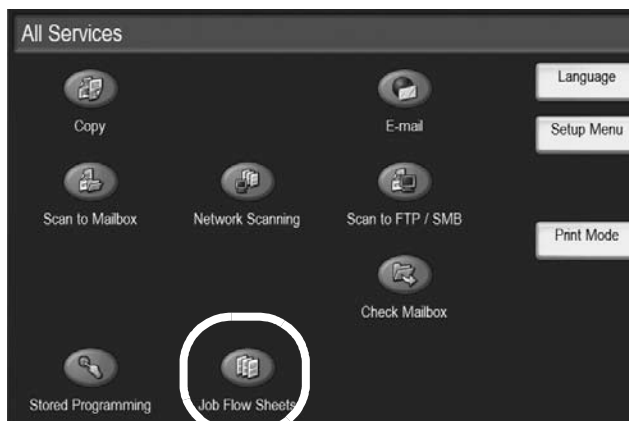 All Services
Language
Copy
E-mail
Setup Menu
Scan to Mailbox
Network Scanning
Scan to FTP / SMB
Print Mode
Check Mailbox
Stored Programming
Job Flow Sheets